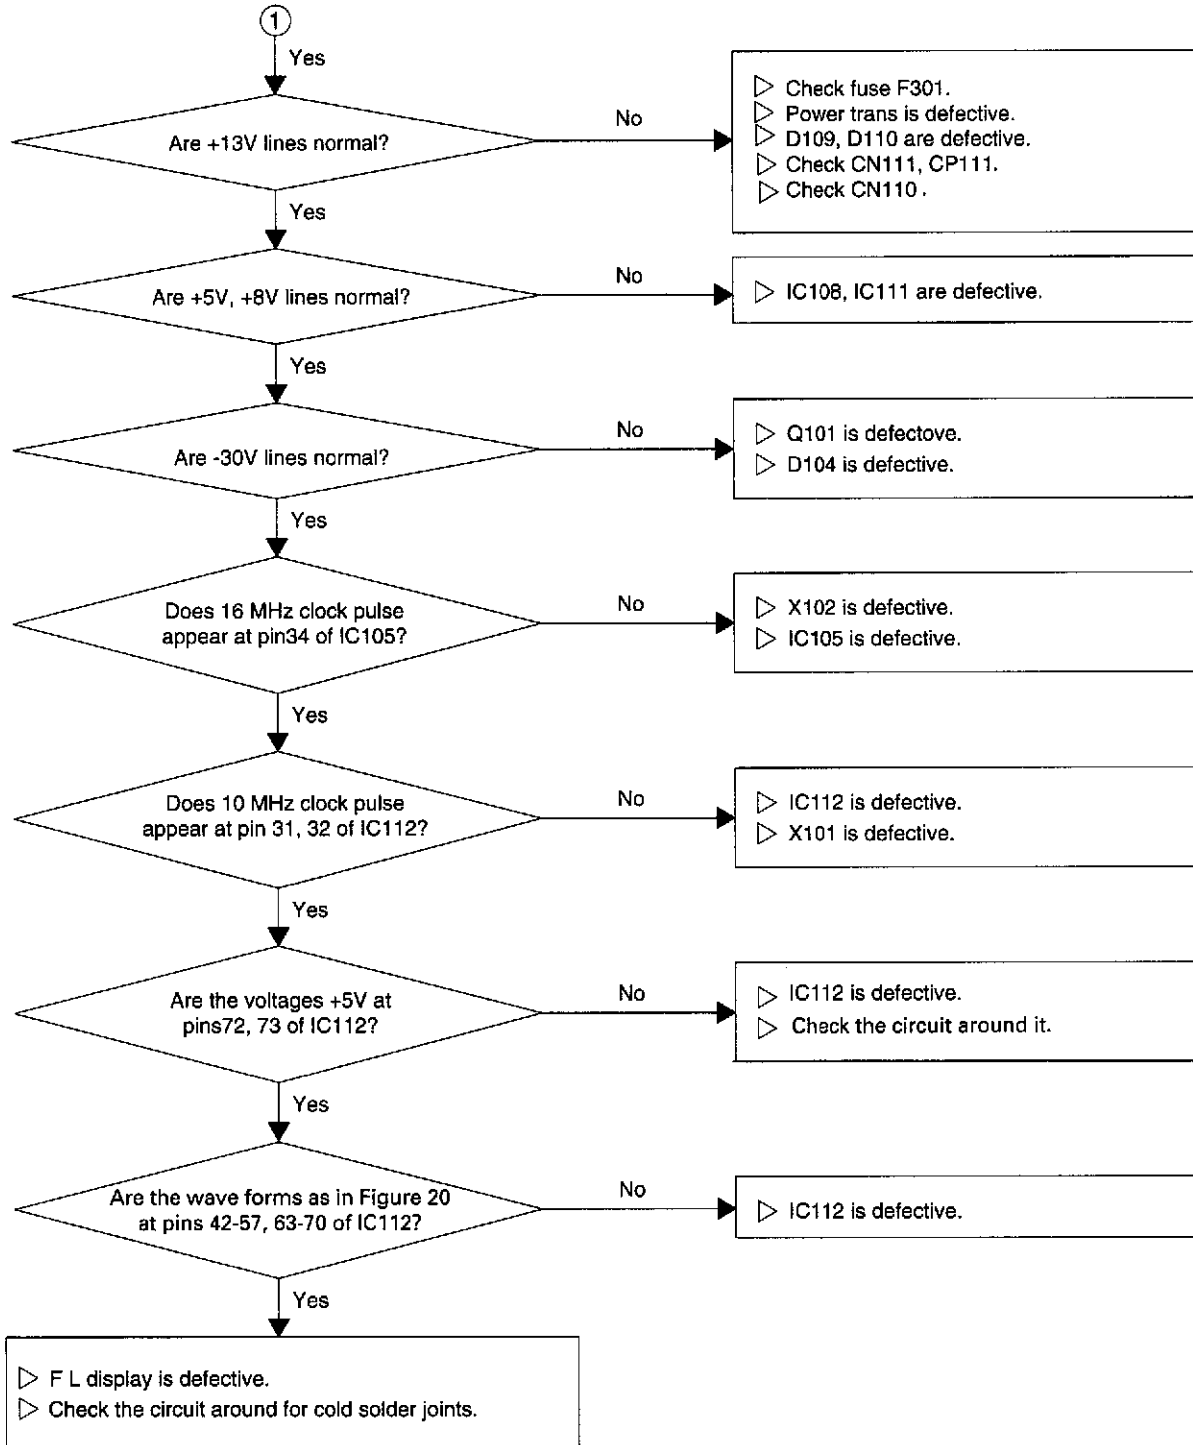 1
Yes
Are +13V lines normal?
No
▷ Check fuse F301.
▷ Power trans is defective.
▷ D109, D110 are defective.
▷ Check CN111, CP111.
▷ Check CN110 .
Yes
Are +5V, +8V lines normal?
No
▷ IC108, IC111 are defective.
Yes
Are -30V lines normal?
No
▷ Q101 is defectove.
▷ D104 is defective.
Yes
Does 16 MHz clock pulse
appear at pin34 of IC105?
No
▷ X102 is defective.
▷ IC105 is defective.
Yes
Does 10 MHz clock pulse
appear at pin 31, 32 of IC112?
No
▷ IC112 is defective.
▷ X101 is defective.
Yes
Are the voltages +5V at
pins72, 73 of IC112?
No
▷ IC112 is defective.
▷ Check the circuit around it.
Yes
Are the wave forms as in Figure 20
at pins 42-57, 63-70 of IC112?
No
▷ IC112 is defective.
Yes
▷ F L display is defective.
▷ Check the circuit around for cold solder joints.